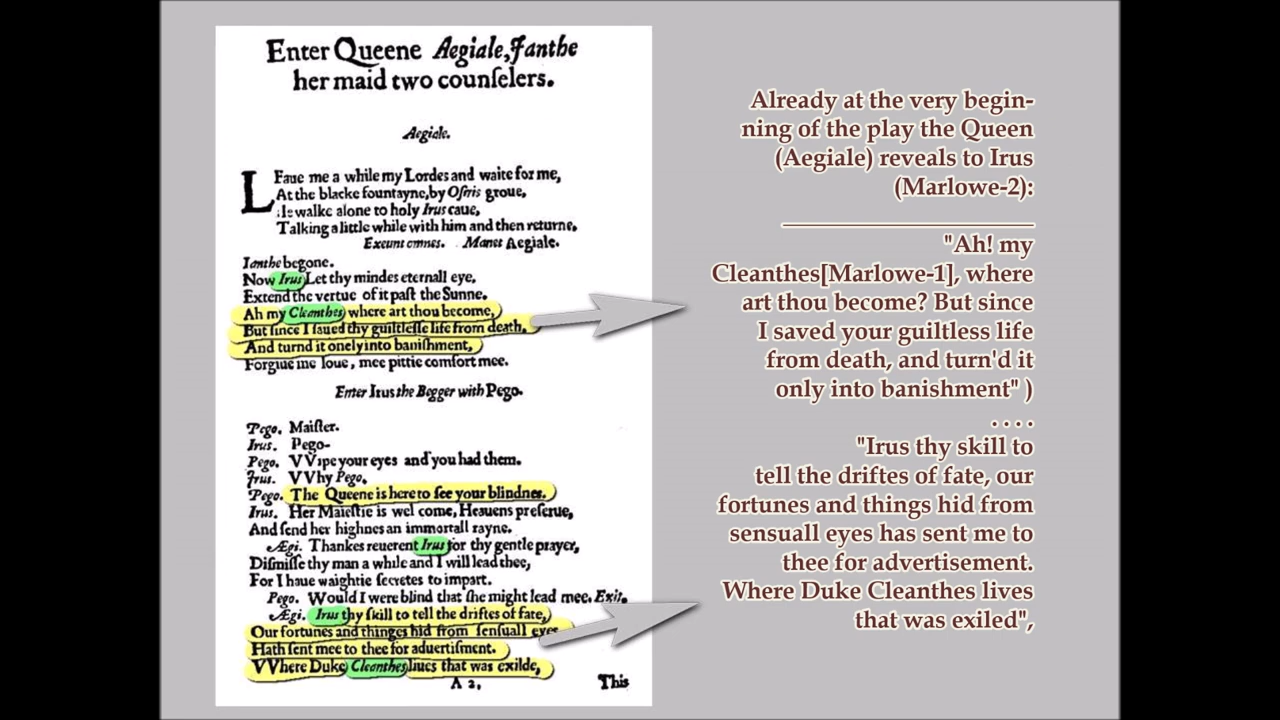 Enter Queene Aegiale, Ianthe
her maid two counſelers.
Aegiale.
LEaue me a while my Lordes and waite for me,
At the blacke fountayne, by Oſiris groue,
Ile walke alone to holy Irus caue,
Talking a little while with him and then returne,
Exeunt omnes. Manet Aegiale.
Ianthe begone.
Now Irus Let thy mindes eternall eye,
Extend the vertue of it paſt the Sunne,
Ah my Cleanthes where art thou become,
But ſince I ſaued thy guiltleſſe life from death,
And turnd it onely into baniſhment,
Forgiue me loue, mee pittie comfort mee.
Enter Irus the Begger with Pego.
Pego. Maiſter.
Irus. Pego-
Pego. VVipe your eyes and you had them.
Irus. VVhy Pego,
Pego. The Queene is here to ſee your blindnes.
Irus. Her Maieſtie is wel come, Heauens preſerue,
And ſend her highnes an immortall rayne.
Ægi. Thankes reuerent Irus for thy gentle prayer,
Diſmiſſe thy man a while and I will lead thee,
For I haue waightie ſecretes to impart.
Pego. Would I were blind that ſhe might lead mee. Exit.
Ægi. Irus thy ſkill to tell the driftes of fate,
Our fortunes and thinges hid from ſenſuall eyes
Hath ſent mee to thee for aduertiſment.
VVhere Duke Cleanthes liues that was exilde,
A 2,
This
Already at the very begin-
ning of the play the Queen
(Aegiale) reveals to Irus
(Marlowe-2):
"Ah! my
Cleanthes[Marlowe-1], where
art thou become? But since
I saved your guiltless life
from death, and turn'd it
only into banishment" )
. . . .
"Irus thy skill to
tell the driftes of fate, our
fortunes and things hid from
sensuall eyes has sent me to
thee for advertisement.
Where Duke Cleanthes lives
that was exiled",